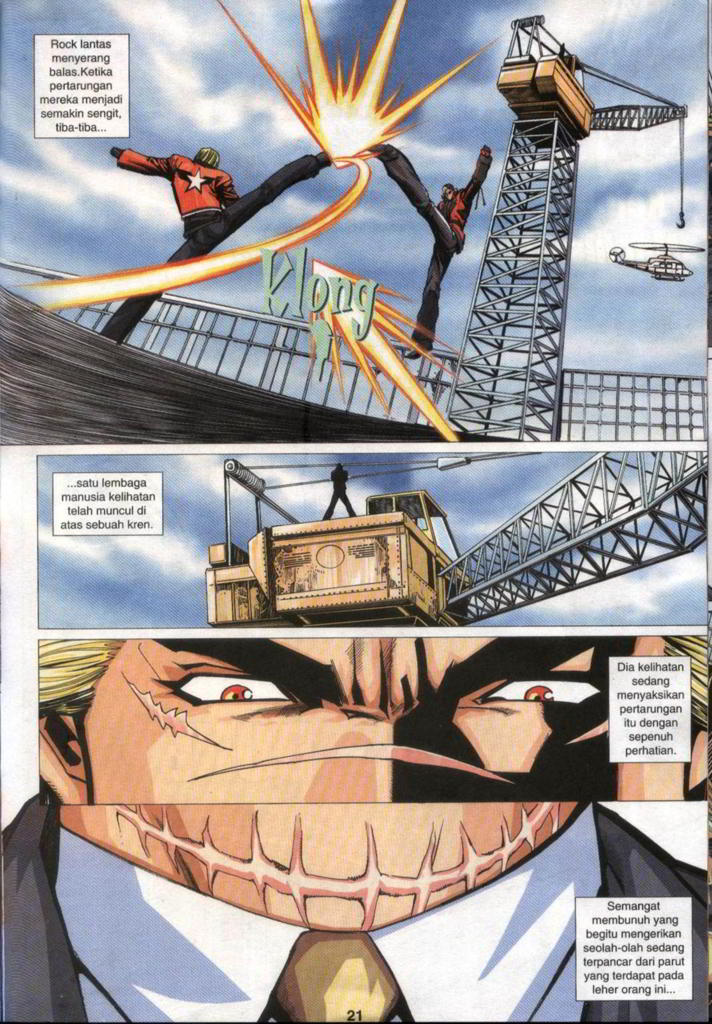 Rock lantas
menyerang
balas.Ketika
pertarungan
mereka menjadi
semakin sengit,
tiba-tiba...
Klong
...satu lembaga
manusia kelihatan
telah muncul di
atas sebuah kren.
Dia kelihatan
sedang
menyaksikan
pertarungan
itu dengan
sepenuh
perhatian.
Semangat
membunuh yang
begitu mengerikan
seolah-olah sedang
terpancar dari parut
yang terdapat pada
leher orang ini...
21